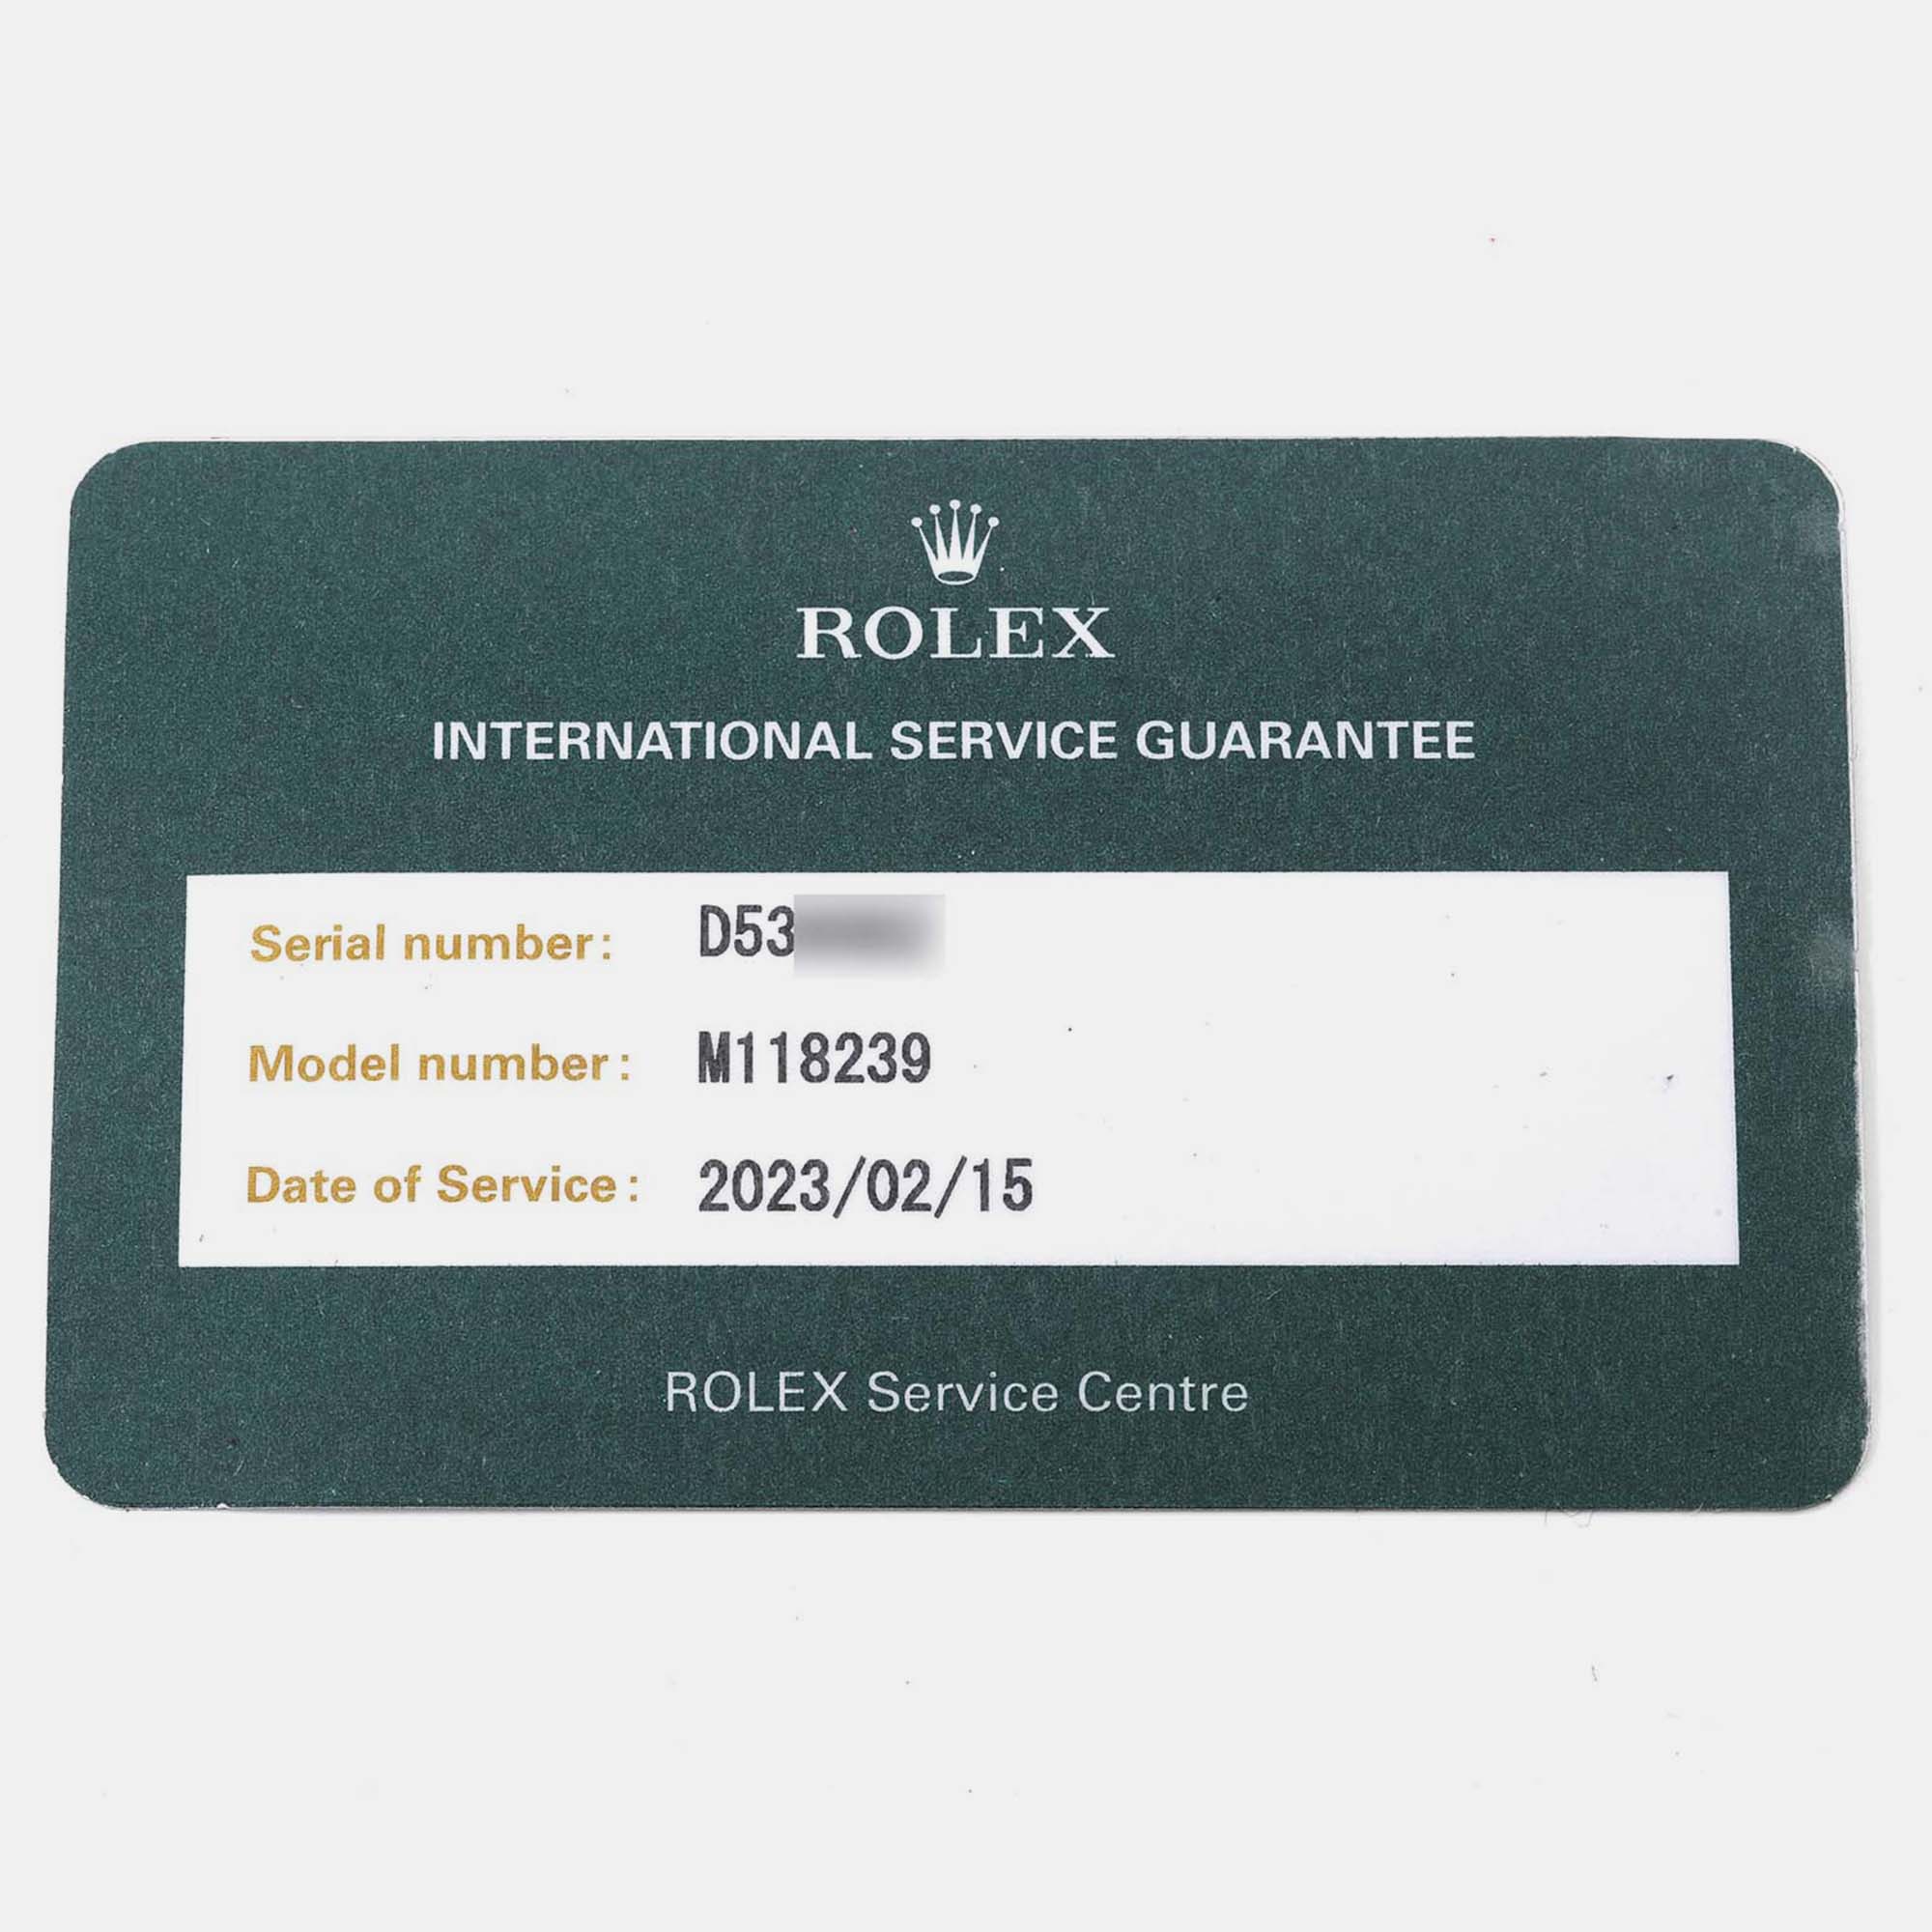 ROLEX
INTERNATIONAL SERVICE GUARANTEE
Serial number: D53
Model number: M118239
Date of Service: 2023/02/15
ROLEX Service Centre